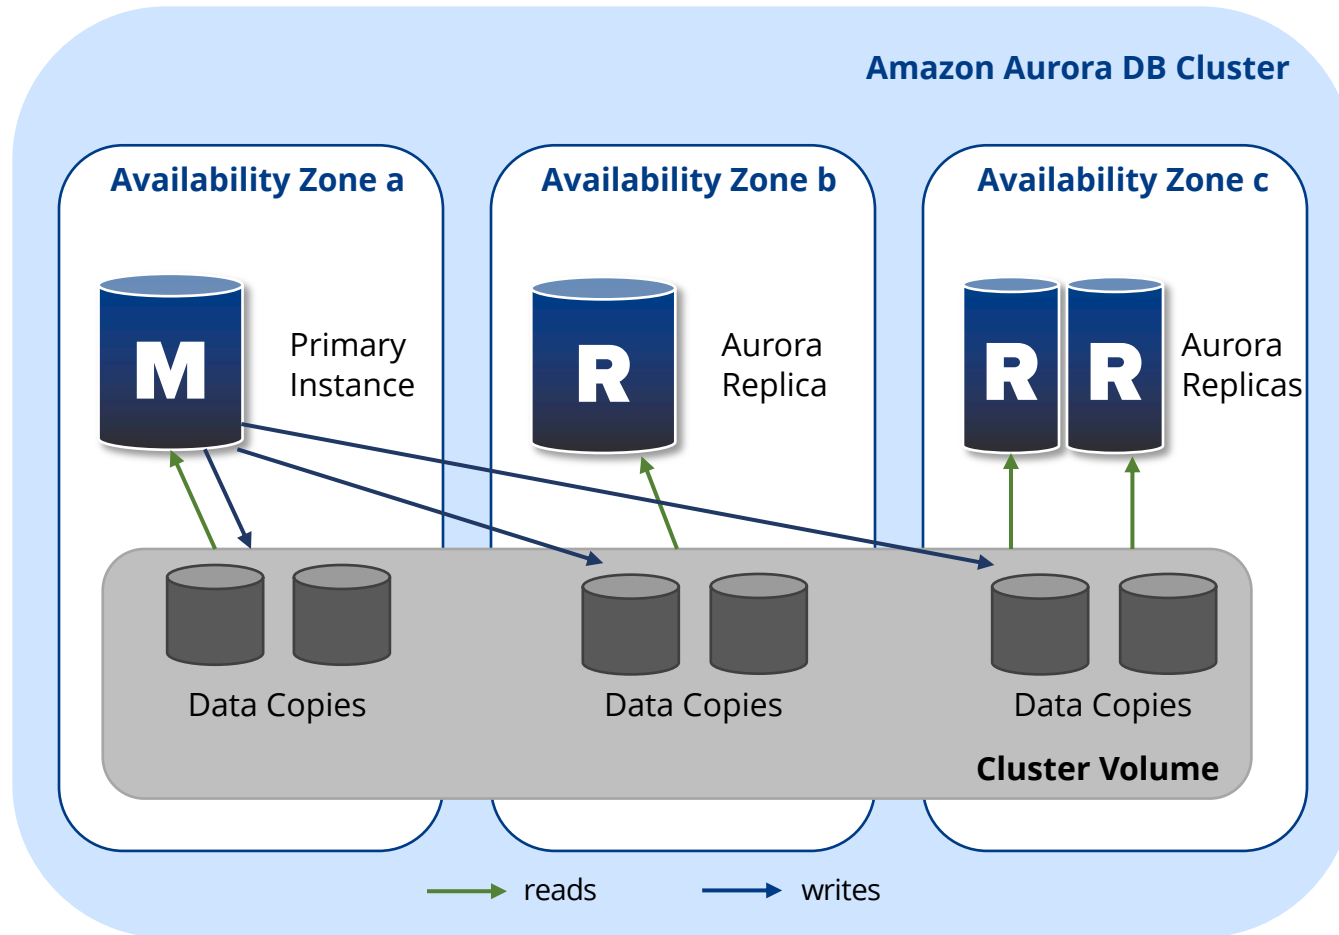 Amazon Aurora DB Cluster
Availability Zone a
Availability Zone b
Availability Zone c
M
Primary
Instance
R
Aurora
Replica
R
R
Aurora
Replicas
Data Copies
Data Copies
Data Copies
Cluster Volume
reads
writes